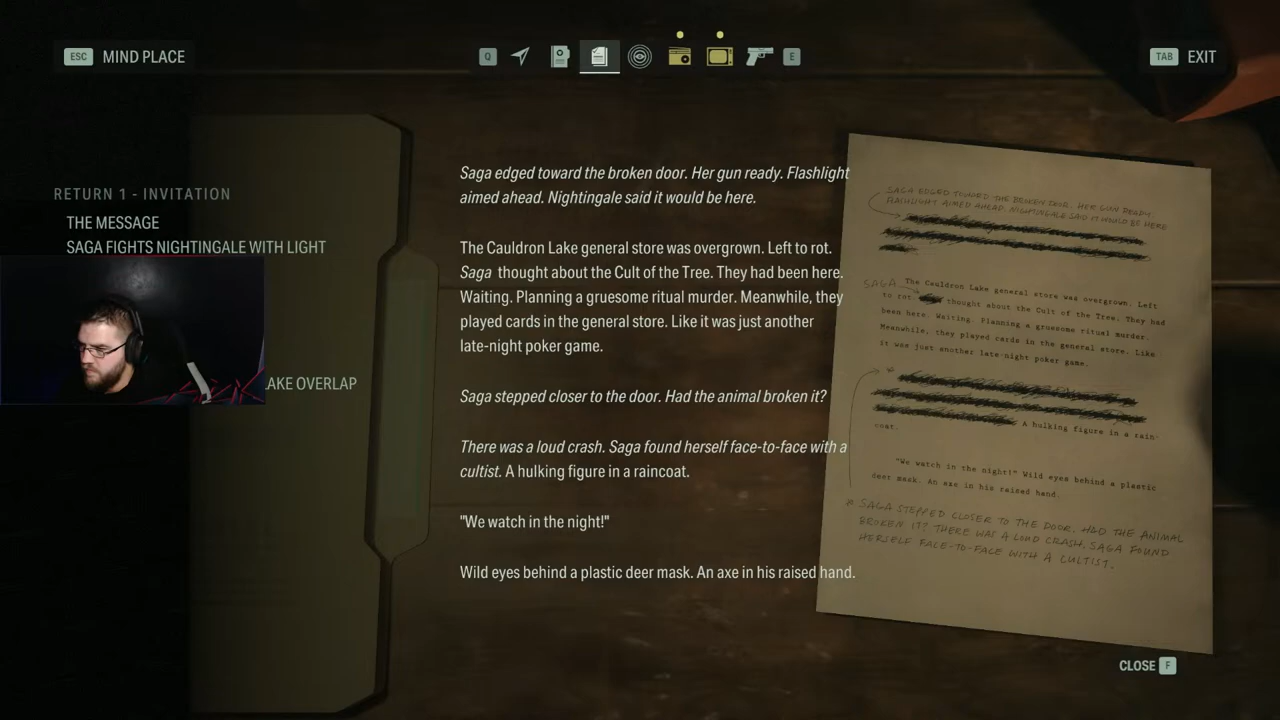 ESC MIND PLACE
Q
E
TAB EXIT
RETURN 1 - INVITATION
THE MESSAGE
SAGA FIGHTS NIGHTINGALE WITH LIGHT
AKE OVERLAP
Saga edged toward the broken door. Her gun ready. Flashlight
aimed ahead. Nightingale said it would be here.
The Cauldron Lake general store was overgrown. Left to rot.
Saga thought about the Cult of the Tree. They had been here.
Waiting. Planning a gruesome ritual murder. Meanwhile, they
played cards in the general store. Like it was just another
late-night poker game.
Saga stepped closer to the door. Had the animal broken it?
There was a loud crash. Saga found herself face-to-face with a
cultist. A hulking figure in a raincoat.
"We watch in the night!"
Wild eyes behind a plastic deer mask. An axe in his raised hand.
SAGA EDGED TOWARD THE BROKEN DOOR. HER GUN READY.
FLASHLIGHT AIMED AHEAD. NIGHTINGALE SAID IT WOULD BE HERE
SAGA
The Cauldron Lake general store was overgrown. Left
to rot. thought about the Cult of the Tree. They had
been here. Waiting. Planning a gruesome ritual murder.
Meanwhile, they played cards in the general store. Like
it was just another late-night poker game.
* A hulking figure in a rain-
coat.
"We watch in the night!" Wild eyes behind a plastic
deer mask. An axe in his raised hand.
* SAGA STEPPED CLOSER TO THE DOOR. HAD THE ANIMAL
BROKEN IT? THERE WAS A LOUD CRASH. SAGA FOUND
HERSELF FACE-TO-FACE WITH A CULTIST.
CLOSE F